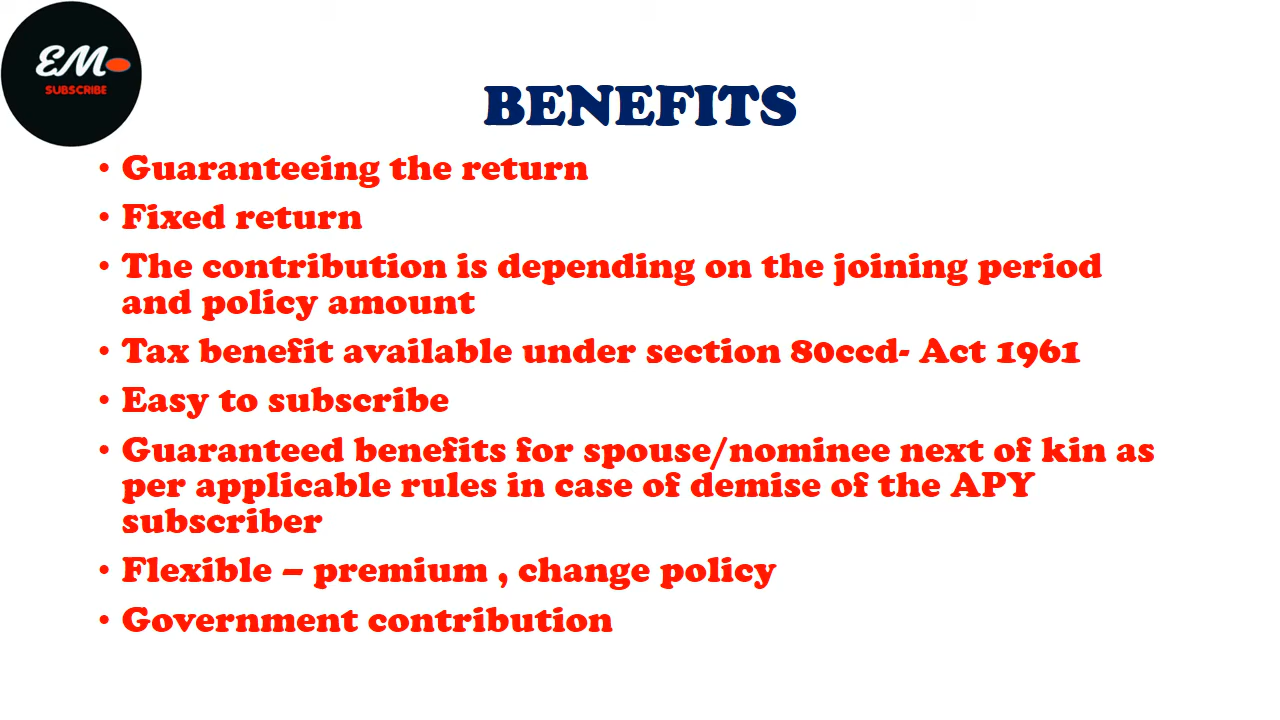 EM
SUBSCRIBE
BENEFITS
• Guaranteeing the return
• Fixed return
• The contribution is depending on the joining period
and policy amount
• Tax benefit available under section 80ccd- Act 1961
• Easy to subscribe
• Guaranteed benefits for spouse/nominee next of kin as
per applicable rules in case of demise of the APY
subscriber
• Flexible – premium , change policy
• Government contribution